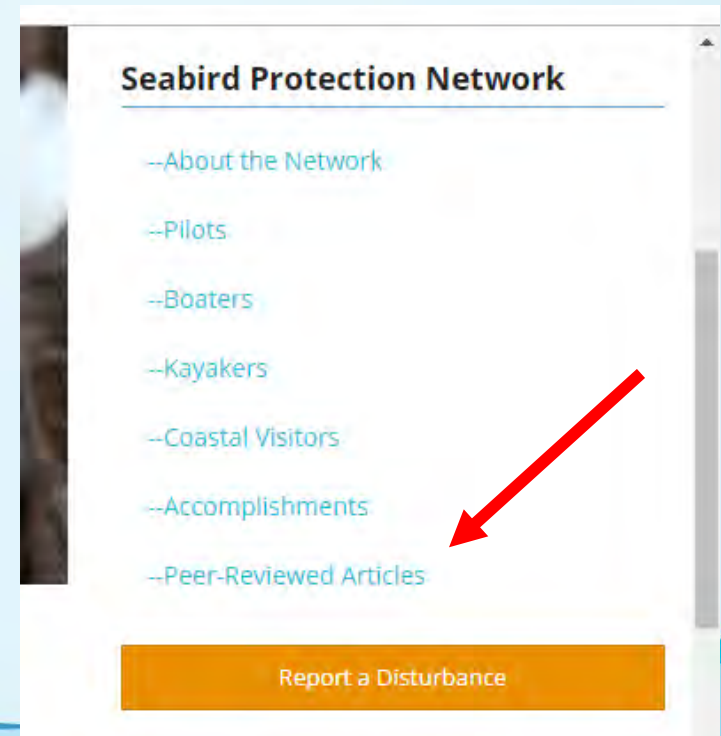 Seabird Protection Network
--About the Network
--Pilots
--Boaters
--Kayakers
--Coastal Visitors
--Accomplishments
--Peer-Reviewed Articles
Report a Disturbance